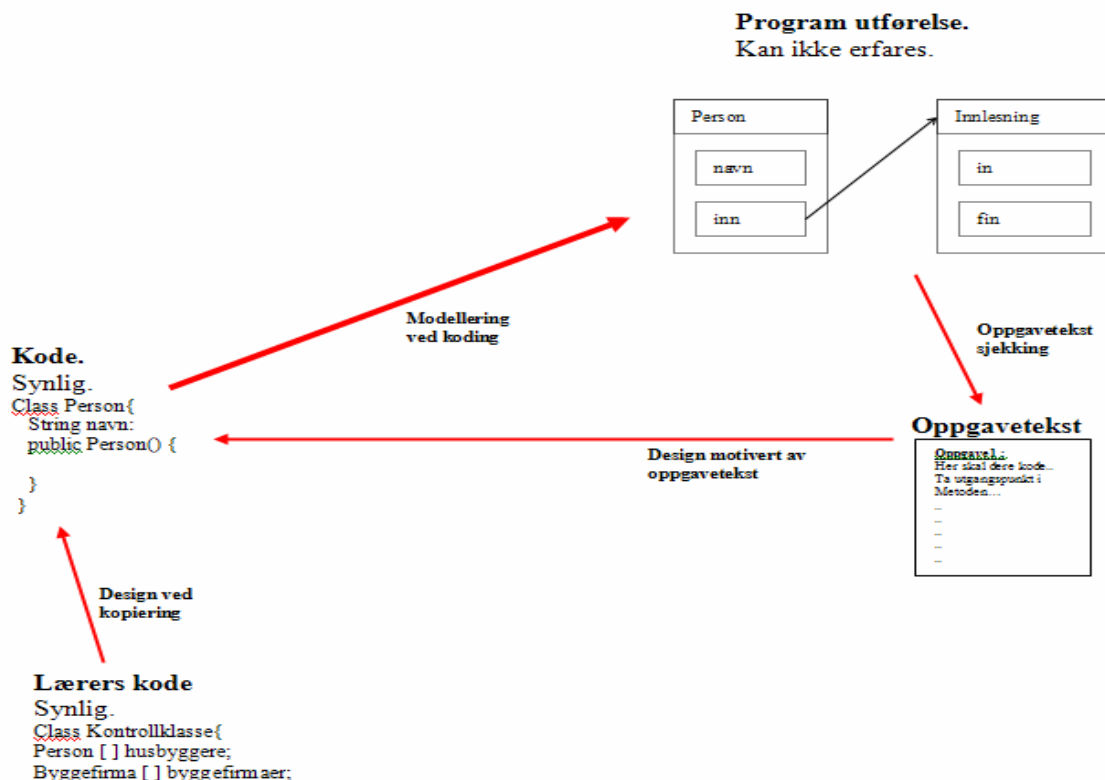 Program utførelse.
Kan ikke erfares.
Person
Innlesning
navn
in
inn
fin
Modellering
ved koding
Oppgavetekst
sjekking
Kode.
Synlig.
Class Person{
String navn:
public Person() {
}
}
Oppgavetekst
Oppgave1 :
Her skal dere kode..
Ta utgangspunkt i
Metoden...
_
_
_
_
_
Design motivert av
oppgavetekst
Design ved
kopiering
Lærers kode
Synlig.
Class Kontrollklasse{
Person [ ] husbyggere;
Byggefirma [ ] byggefirmaer;